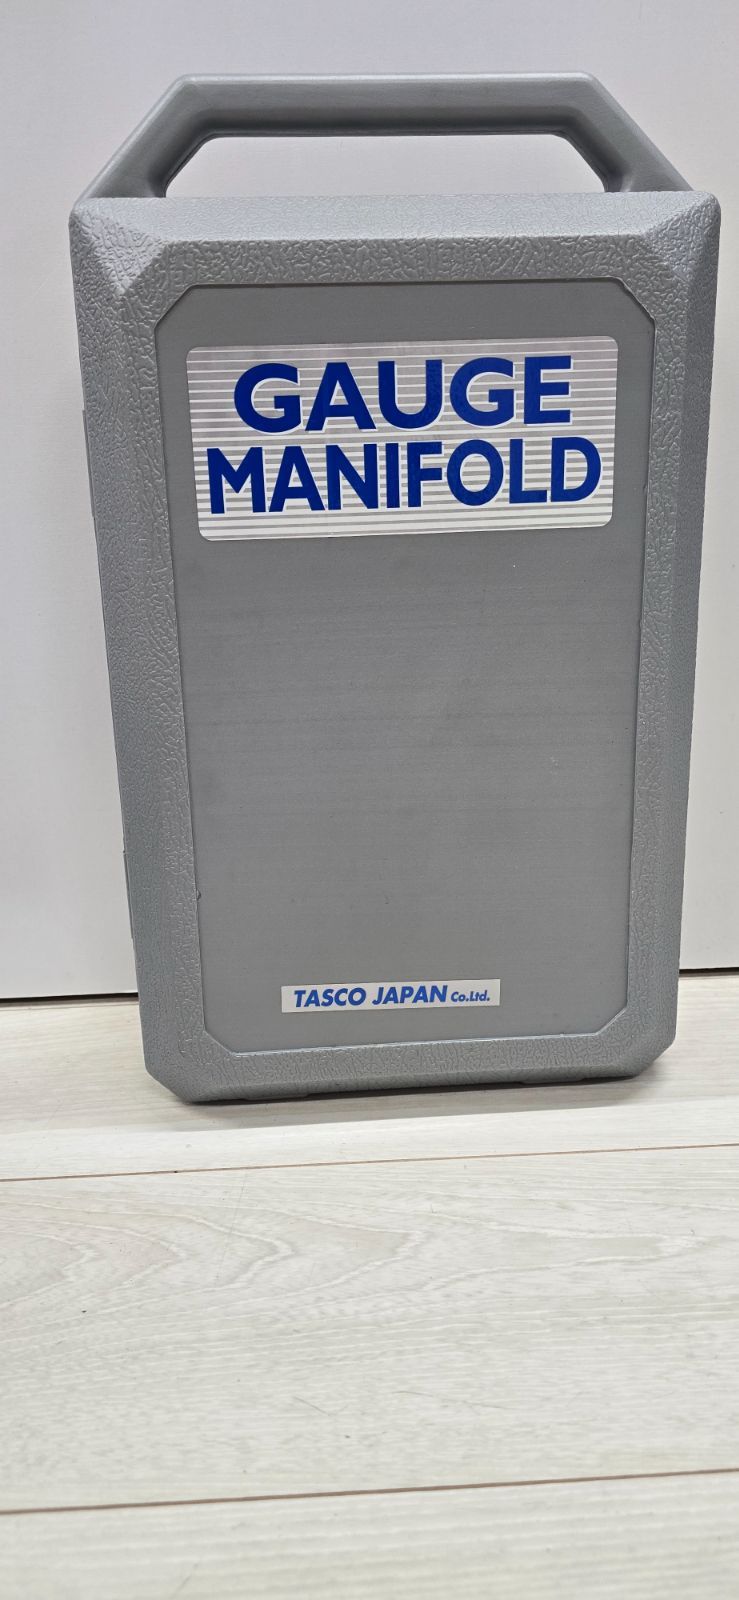 GAUGE
MANIFOLD
TASCO JAPAN Co.Ltd.